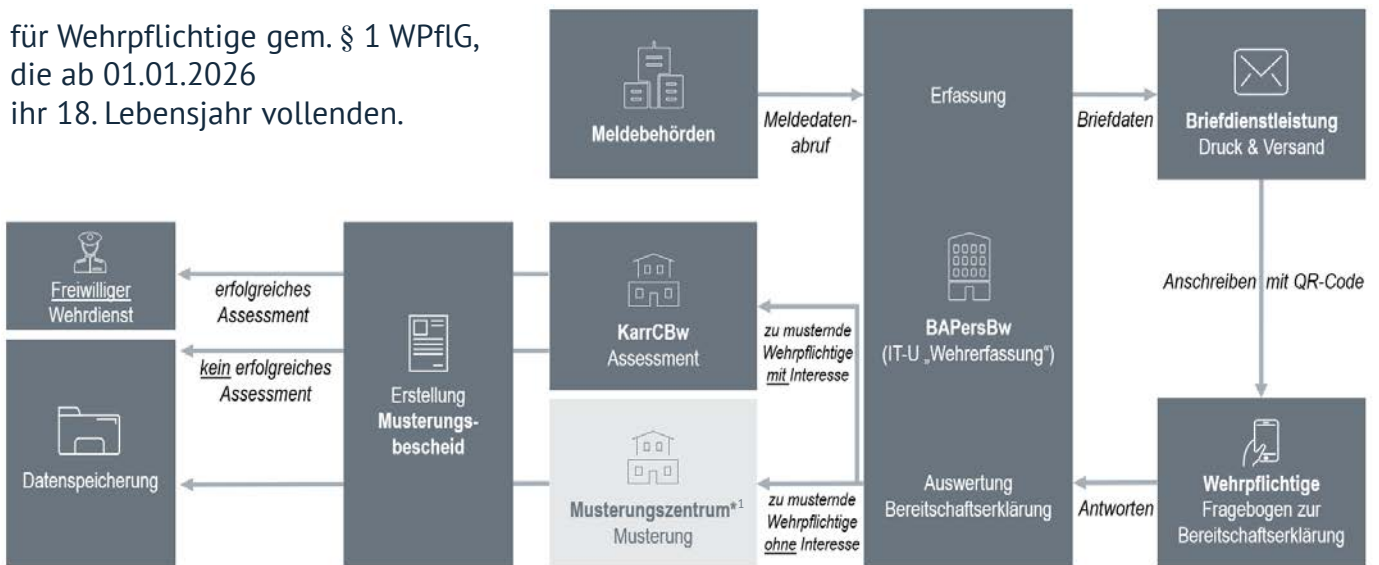 für Wehrpflichtige gem. § 1 WPflG,
die ab 01.01.2026
ihr 18. Lebensjahr vollenden.
Meldebehörden
Meldedaten-
abruf
Erfassung
Briefdaten
Briefdienstleistung
Druck & Versand
Anschreiben mit QR-Code
Freiwilliger
Wehrdienst
erfolgreiches
Assessment
KarrCBw
Assessment
zu musternde
Wehrpflichtige
mit Interesse
BAPersBw
(IT-U „Wehrerfassung“)
kein erfolgreiches
Assessment
Erstellung
Musterungs-
bescheid
Datenspeicherung
Musterungszentrum*1
Musterung
zu musternde
Wehrpflichtige
ohne Interesse
Auswertung
Bereitschaftserklärung
Antworten
Wehrpflichtige
Fragebogen zur
Bereitschaftserklärung